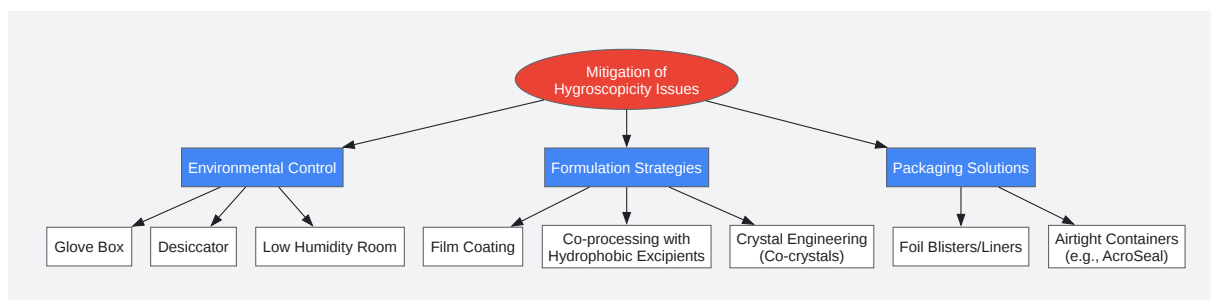 Mitigation of
Hygroscopicity Issues
Environmental Control
Formulation Strategies
Packaging Solutions
Glove Box
Desiccator
Low Humidity Room
Film Coating
Co-processing with
Hydrophobic Excipients
Crystal Engineering
(Co-crystals)
Foil Blisters/Liners
Airtight Containers
(e.g., AcroSeal)